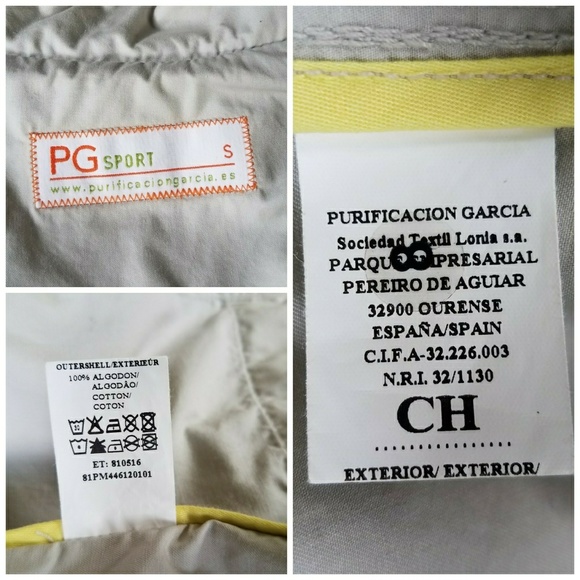 PG SPORT S
www.purificaciongarcia.es
PURIFICACION GARCIA
Sociedad Textil Lonia s.a.
PARQUE EMPRESARIAL
8
PEREIRO DE AGUIAR
32900 OURENSE
ESPAÑA/SPAIN
C.I.F.A-32.226.003
N.R.I. 32/1130
CH
EXTERIOR/ EXTERIOR/
OUTERSHELL/EXTERIEUR
100% ALGODON/
ALGODÃO/
COTTON/
COTON
ET: 810516
81PM446120101